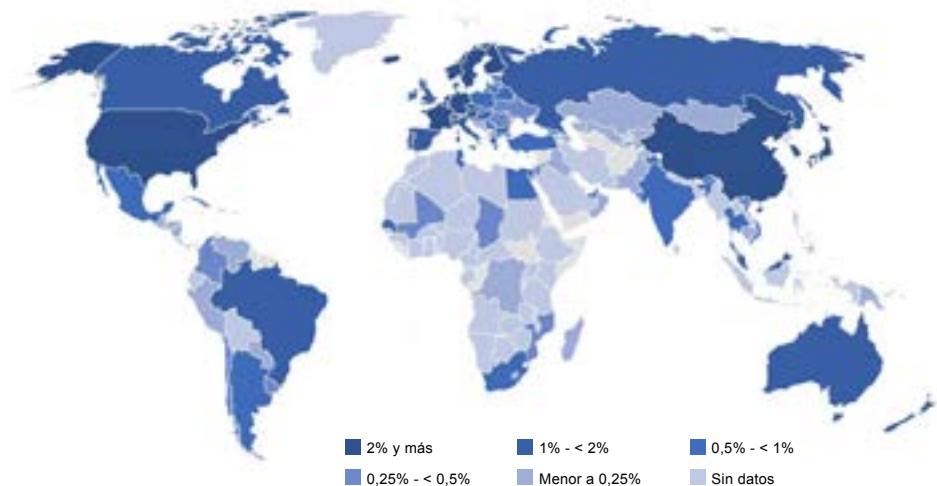 2% y más
1% - < 2%
0,5% - < 1%
0,25% - < 0,5%
Menor a 0,25%
Sin datos